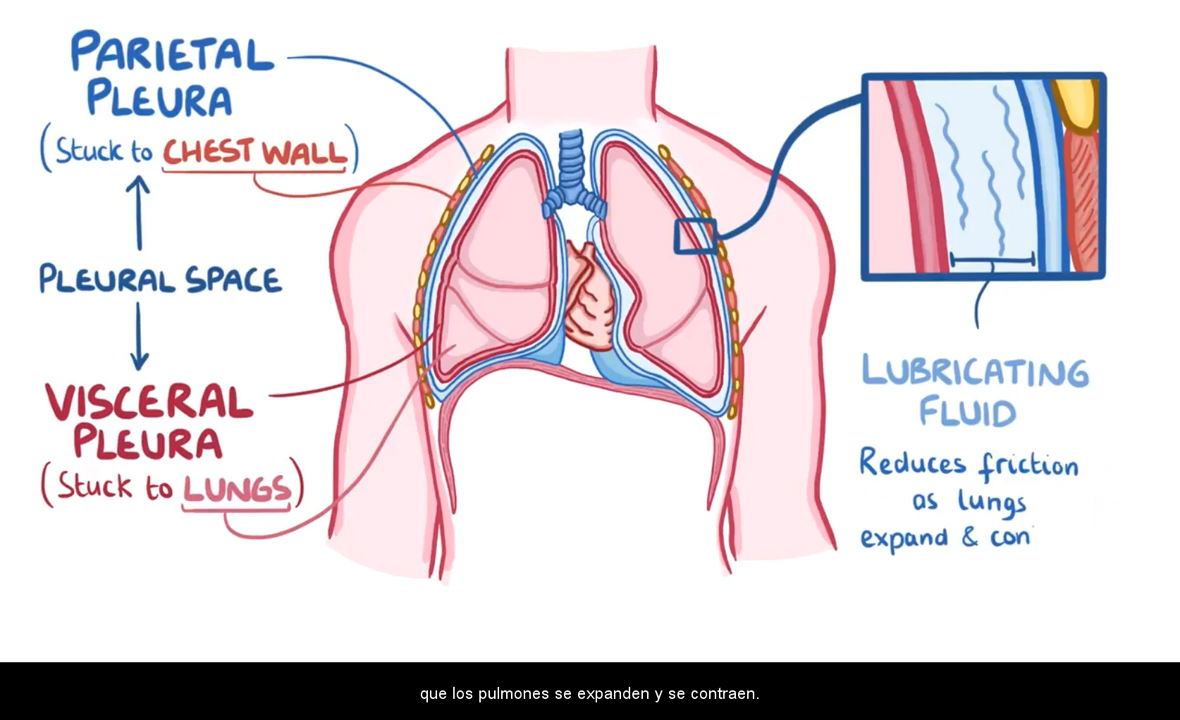 PARIETAL
PLEURA
(Stuck to CHEST WALL)
PLEURAL SPACE
VISCERAL
PLEURA
(Stuck to LUNGS)
LUBRICATING
FLUID
Reduces friction
as lungs
expand & con
que los pulmones se expanden y se contraen.